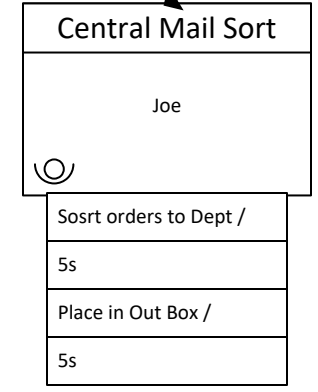 Central Mail Sort
Joe
Sosrt orders to Dept /
5s
Place in Out Box /
5s